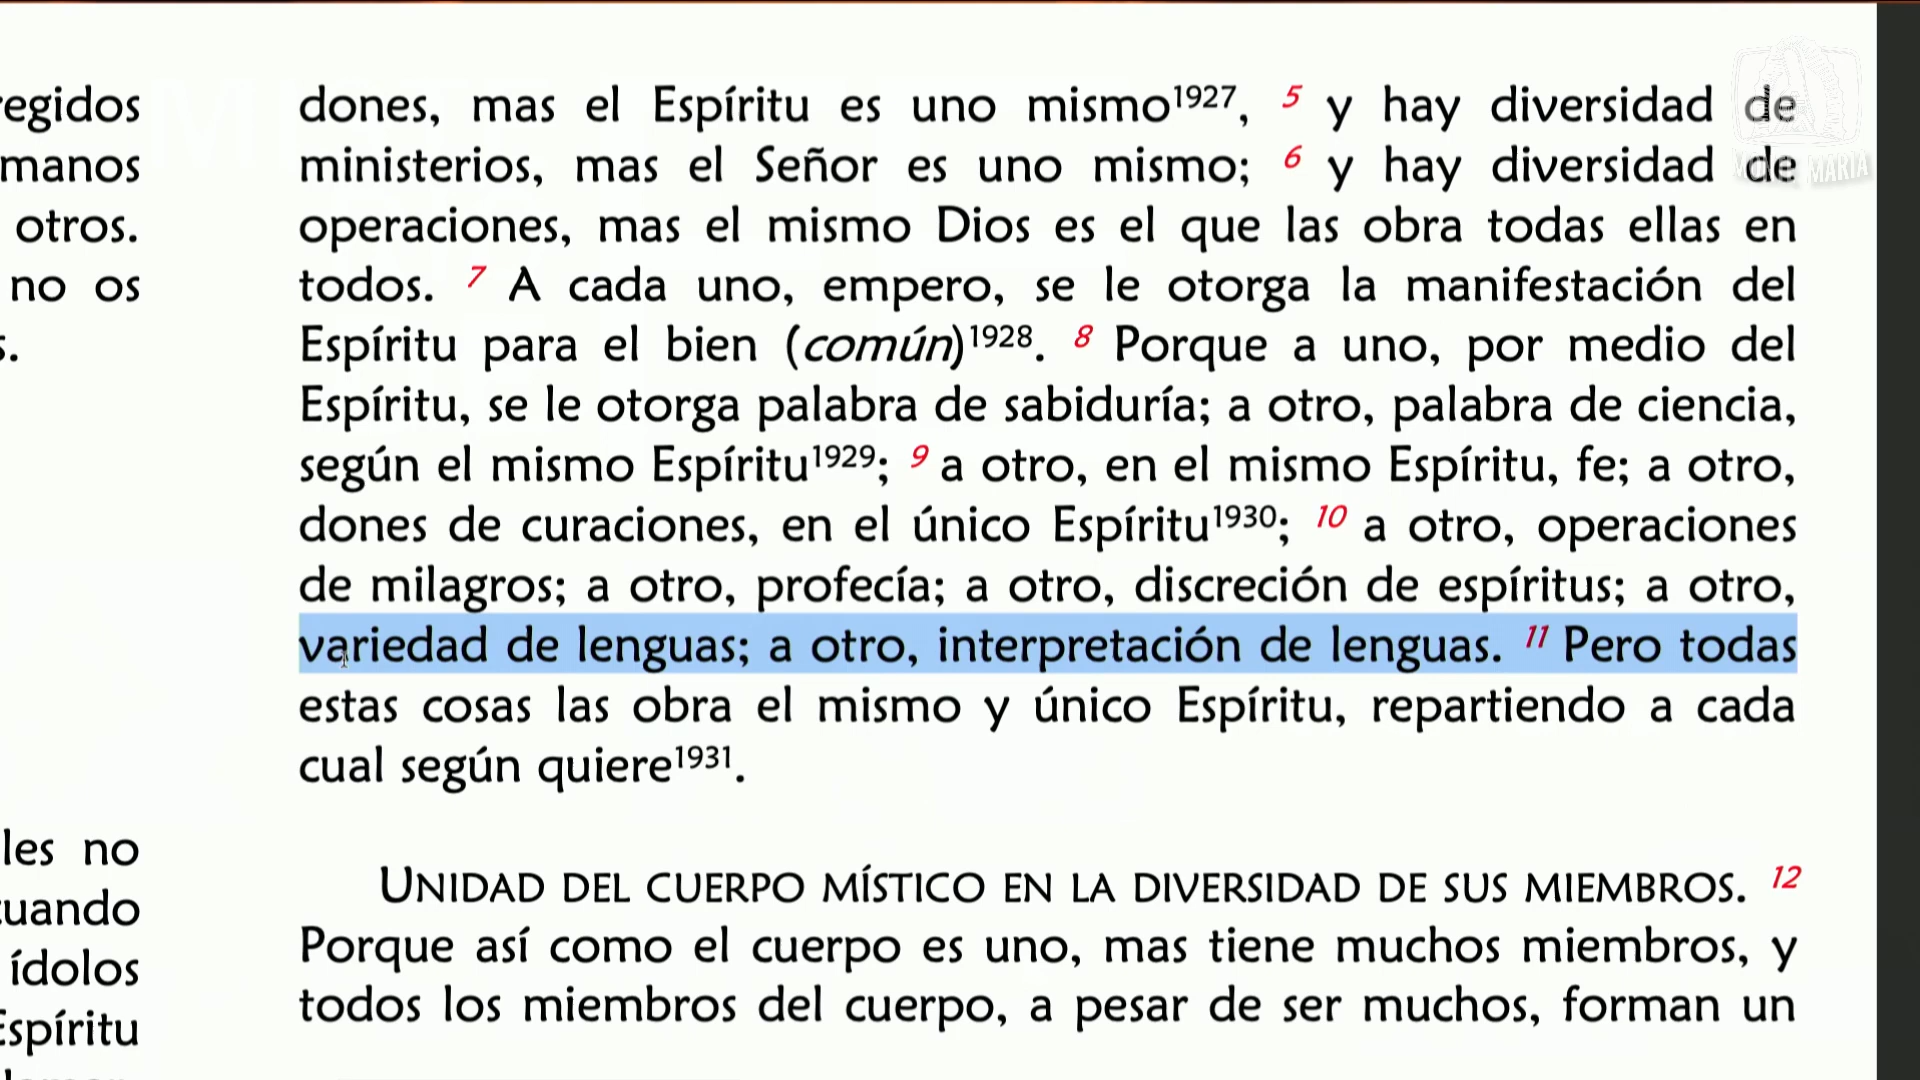 regidos
manos
otros.
no os
s.
les no
cuando
ídolos
Espíritu
dones, mas el Espíritu es uno mismo1927, 5 y hay diversidad de
ministerios, mas el Señor es uno mismo; 6 y hay diversidad de
operaciones, mas el mismo Dios es el que las obra todas ellas en
todos. 7 A cada uno, empero, se le otorga la manifestación del
Espíritu para el bien (común)1928. 8 Porque a uno, por medio del
Espíritu, se le otorga palabra de sabiduría; a otro, palabra de ciencia,
según el mismo Espíritu1929; 9 a otro, en el mismo Espíritu, fe; a otro,
dones de curaciones, en el único Espíritu1930; 10 a otro, operaciones
de milagros; a otro, profecía; a otro, discreción de espíritus; a otro,
variedad de lenguas; a otro, interpretación de lenguas. 11 Pero todas
estas cosas las obra el mismo y único Espíritu, repartiendo a cada
cual según quiere1931.
UNIDAD DEL CUERPO MÍSTICO EN LA DIVERSIDAD DE SUS MIEMBROS. 12
Porque así como el cuerpo es uno, mas tiene muchos miembros, y
todos los miembros del cuerpo, a pesar de ser muchos, forman un
MARIA